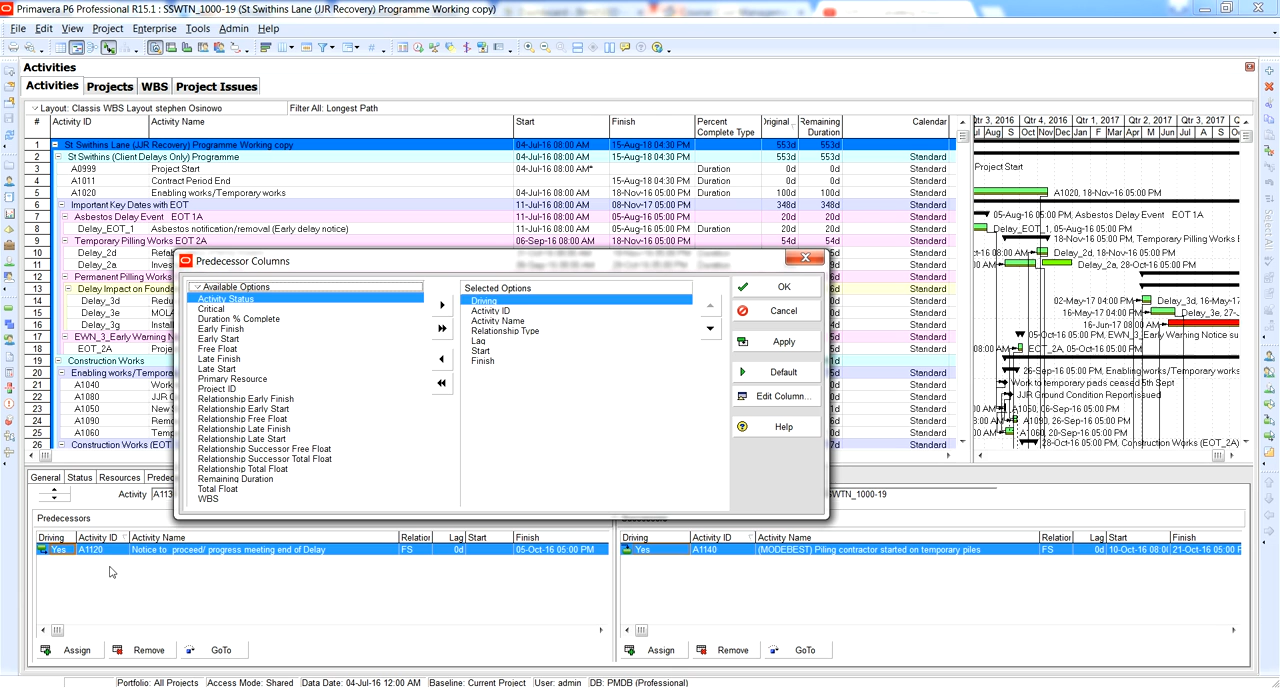 Primavera P6 Professional R15.1 : SSWTN_1000-19 (St Swithins Lane (JJR Recovery) Programme Working copy)
File Edit View Project Enterprise Tools Admin Help
Activities
Activities Projects WBS Project Issues
Layout: Classis WBS Layout stephen Osinowo Filter All: Longest Path
# Activity ID Activity Name Start Finish Percent Complete Type Original Remaining Duration Calendar
Qtr 3, 2016 Qtr 4, 2016 Qtr 1, 2017 Qtr 2, 2017 Qtr 3, 2017
Jul Aug S Oct Nov Dec Jan F Mar Apr M Jun Jul A S
1 St Swithins Lane (JJR Recovery) Programme Working copy 04-Jul-16 08:00 AM 15-Aug-18 04:30 PM 553d 553d
2 St Swithins (Client Delays Only) Programme 04-Jul-16 08:00 AM 15-Aug-18 04:30 PM 553d 553d Standard
3 A0999 Project Start 04-Jul-16 08:00 AM* Duration 0d 0d Standard Project Start
4 A1011 Contract Period End 15-Aug-18 04:30 PM Duration 0d 0d Standard
5 A1020 Enabling works/Temporary works 04-Jul-16 08:00 AM 18-Nov-16 05:00 PM Duration 100d 100d Standard A1020, 18-Nov-16 05:00 PM
6 Important Key Dates with EOT 11-Jul-16 08:00 AM 08-Nov-17 05:00 PM 348d 348d Standard
7 Asbestos Delay Event EOT 1A 11-Jul-16 08:00 AM 05-Aug-16 05:00 PM 20d 20d Standard 05-Aug-16 05:00 PM, Asbestos Delay Event EOT 1A
8 Delay_EOT_1 Asbestos notification/removal (Early delay notice) 11-Jul-16 08:00 AM 05-Aug-16 05:00 PM Duration 20d 20d Standard Delay_EOT_1, 05-Aug-16 05:00 PM
9 Temporary Pilling Works EOT 2A 06-Sep-16 08:00 AM 18-Nov-16 05:00 PM 54d 54d Standard 18-Nov-16 05:00 PM, Temporary Pilling Works E
10 Delay_2d Standard Delay_2d, 18-Nov-16 05:00 PM
11 Delay_2a Standard Delay_2a, 28-Oct-16 05:00 PM
12 Permanent Pilling Works Standard
13 Delay Impact on Found Standard
14 Delay_3d Standard 02-May-17 04:00 PM Delay_3d, 16-May-17
15 Delay_3e MOLA Standard 16-May-17 04:00 PM Delay_3e, 27-
16 Delay_3g Install Standard 16-Jun-17 08:00 AM
17 EWN_3_Early Warning N Standard 05-Oct-16 05:00 PM, EWN_3_Early Warning Notice su
18 EOT_2A Proje Standard 08:00 AM EOT_2A, 05-Oct-16 05:00 PM
19 Construction Works Standard
20 Enabling works/Tempora Standard 26-Sep-16 05:00 PM, Enabling works/Temporary works
21 A1040 Work Standard Work to temporary pads ceased 5th Sept
22 A1080 JJR Standard JJR Ground Condition Report issued
23 A1050 New S Standard A1050, 06-Sep-16 05:00 PM
24 A1090 Remo Standard A1090, 26-Sep-16 05:00 PM
25 A1060 Temp Standard A1060, 20-Sep-16 05:00 PM
26 Construction Works (EOT Standard 28-Oct-16 05:00 PM, Construction Works (EOT_2A)
Predecessor Columns
Available Options
Activity Status
Critical
Duration % Complete
Early Finish
Early Start
Free Float
Late Finish
Late Start
Primary Resource
Project ID
Relationship Early Finish
Relationship Early Start
Relationship Free Float
Relationship Late Finish
Relationship Late Start
Relationship Successor Free Float
Relationship Successor Total Float
Relationship Total Float
Remaining Duration
Total Float
WBS
Selected Options
Driving
Activity ID
Activity Name
Relationship Type
Lag
Start
Finish
OK
Cancel
Apply
Default
Edit Column...
Help
Select All
General Status Resources Predec
Activity A113 SWTN_1000-19
Predecessors
Driving Activity ID Activity Name Relation Lag Start Finish
Yes A1120 Notice to proceed/ progress meeting end of Delay FS 0d 05-Oct-16 05:00 PM
Assign Remove GoTo
Driving Activity ID Activity Name Relation Lag Start Finish
Yes A1140 (MODEBEST) Piling contractor started on temporary piles FS 0d 10-Oct-16 08:00 21-Oct-16 05:00 P
Assign Remove GoTo
Portfolio: All Projects Access Mode: Shared Data Date: 04-Jul-16 12:00 AM Baseline: Current Project User: admin DB: PMDB (Professional)